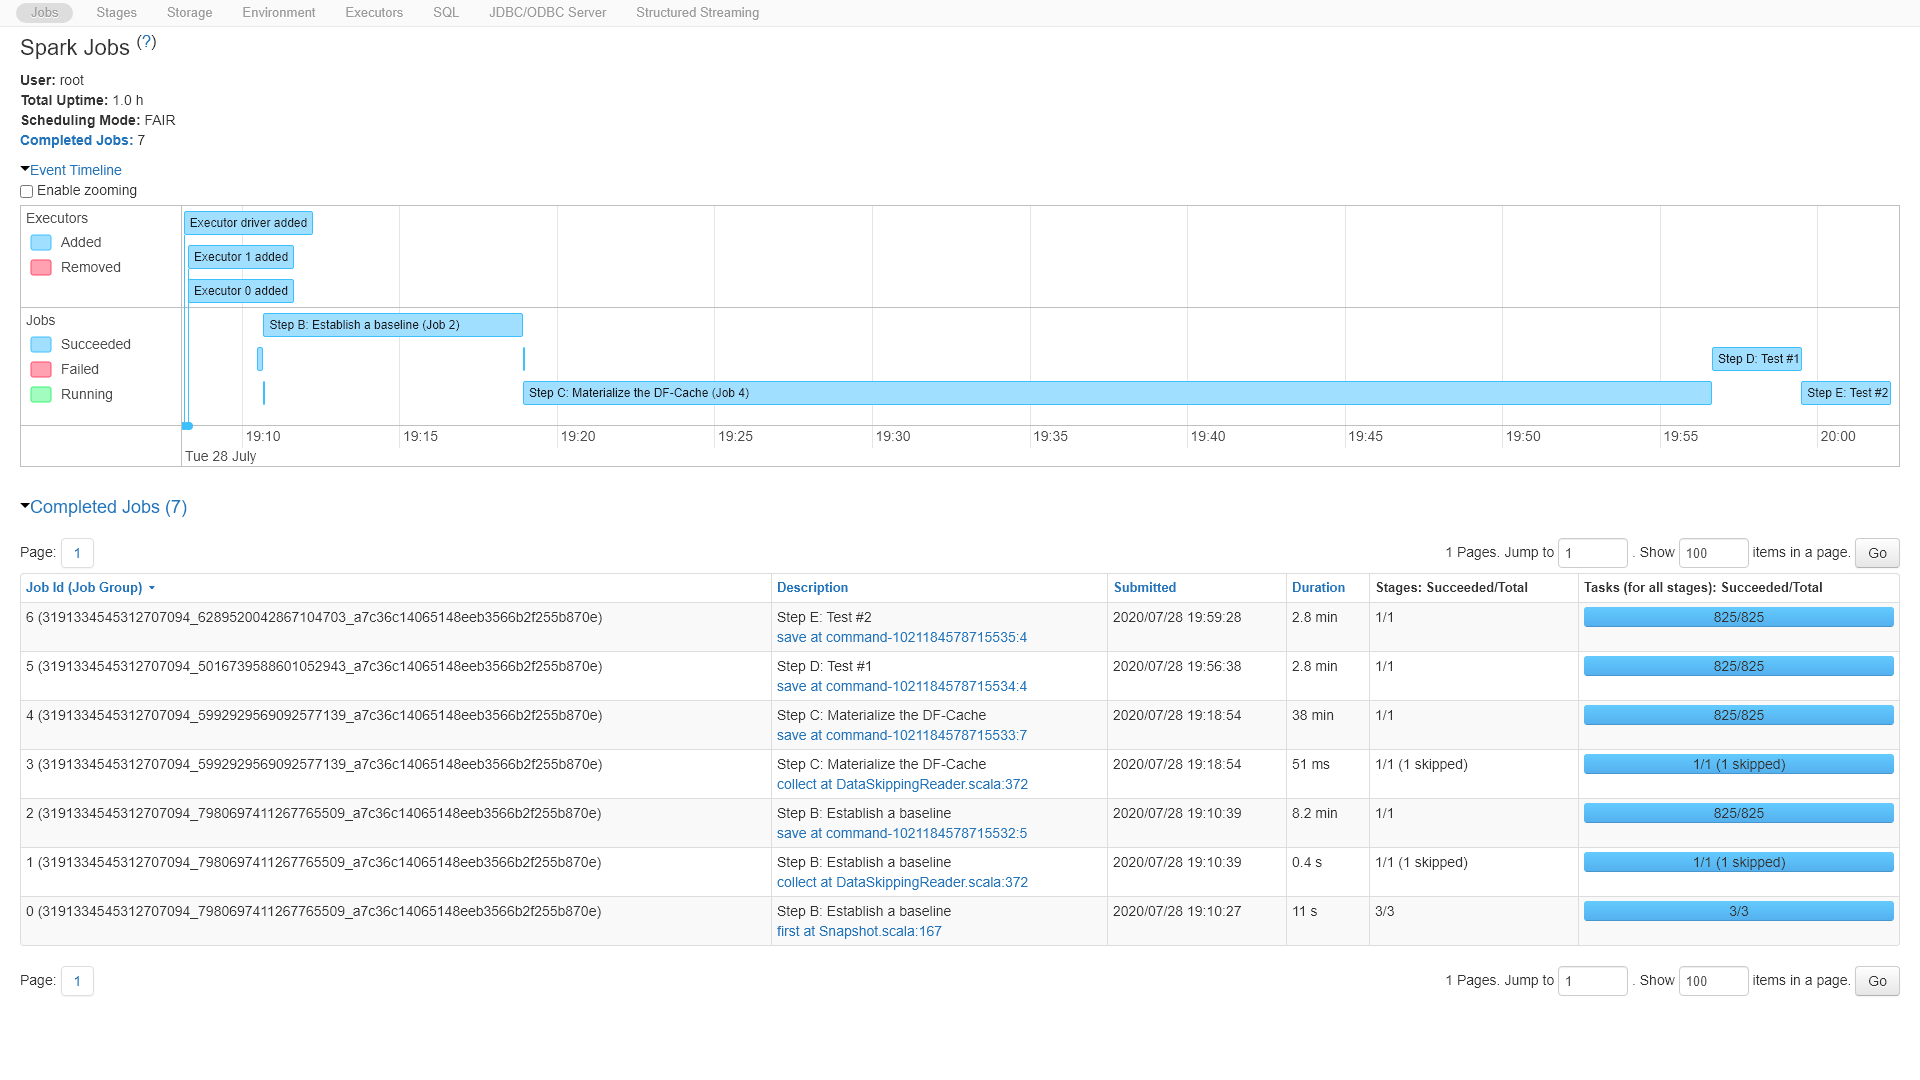 Jobs Stages Storage Environment Executors SQL JDBC/ODBC Server Structured Streaming
Spark Jobs (?)
User: root
Total Uptime: 1.0 h
Scheduling Mode: FAIR
Completed Jobs: 7
Event Timeline
Enable zooming
Executors
Added
Removed
Executor driver added
Executor 1 added
Executor 0 added
Jobs
Succeeded
Failed
Running
Step B: Establish a baseline (Job 2)
Step D: Test #1
Step C: Materialize the DF-Cache (Job 4)
Step E: Test #2
19:10 19:15 19:20 19:25 19:30 19:35 19:40 19:45 19:50 19:55 20:00
Tue 28 July
Completed Jobs (7)
Page: 1 1 Pages. Jump to 1 . Show 100 items in a page. Go
Job Id (Job Group) Description Submitted Duration Stages: Succeeded/Total Tasks (for all stages): Succeeded/Total
6 (3191334545312707094_6289520042867104703_a7c36c14065148eeb3566b2f255b870e) Step E: Test #2 2020/07/28 19:59:28 2.8 min 1/1 825/825
save at command-1021184578715535:4
5 (3191334545312707094_5016739588601052943_a7c36c14065148eeb3566b2f255b870e) Step D: Test #1 2020/07/28 19:56:38 2.8 min 1/1 825/825
save at command-1021184578715534:4
4 (3191334545312707094_5992929569092577139_a7c36c14065148eeb3566b2f255b870e) Step C: Materialize the DF-Cache 2020/07/28 19:18:54 38 min 1/1 825/825
save at command-1021184578715533:7
3 (3191334545312707094_5992929569092577139_a7c36c14065148eeb3566b2f255b870e) Step C: Materialize the DF-Cache 2020/07/28 19:18:54 51 ms 1/1 (1 skipped) 1/1 (1 skipped)
collect at DataSkippingReader.scala:372
2 (3191334545312707094_7980697411267765509_a7c36c14065148eeb3566b2f255b870e) Step B: Establish a baseline 2020/07/28 19:10:39 8.2 min 1/1 825/825
save at command-1021184578715532:5
1 (3191334545312707094_7980697411267765509_a7c36c14065148eeb3566b2f255b870e) Step B: Establish a baseline 2020/07/28 19:10:39 0.4 s 1/1 (1 skipped) 1/1 (1 skipped)
collect at DataSkippingReader.scala:372
0 (3191334545312707094_7980697411267765509_a7c36c14065148eeb3566b2f255b870e) Step B: Establish a baseline 2020/07/28 19:10:27 11 s 3/3 3/3
first at Snapshot.scala:167
Page: 1 1 Pages. Jump to 1 . Show 100 items in a page. Go